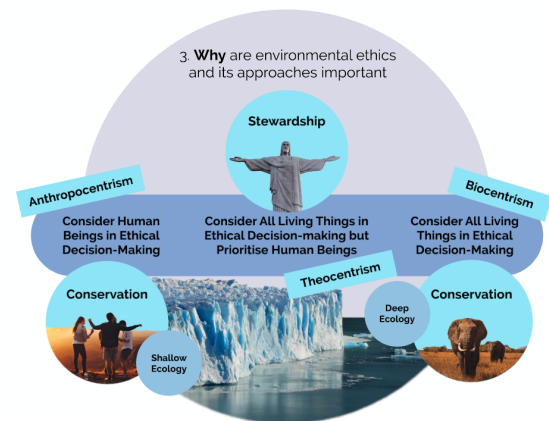 3. Why are environmental ethics
and its approaches important
Stewardship
Anthropocentrism
Biocentrism
Consider Human
Beings in Ethical
Decision-Making
Consider All Living Things in
Ethical Decision-making but
Prioritise Human Beings
Consider All Living
Things in Ethical
Decision-Making
Theocentrism
Conservation
Conservation
Deep
Ecology
Shallow
Ecology